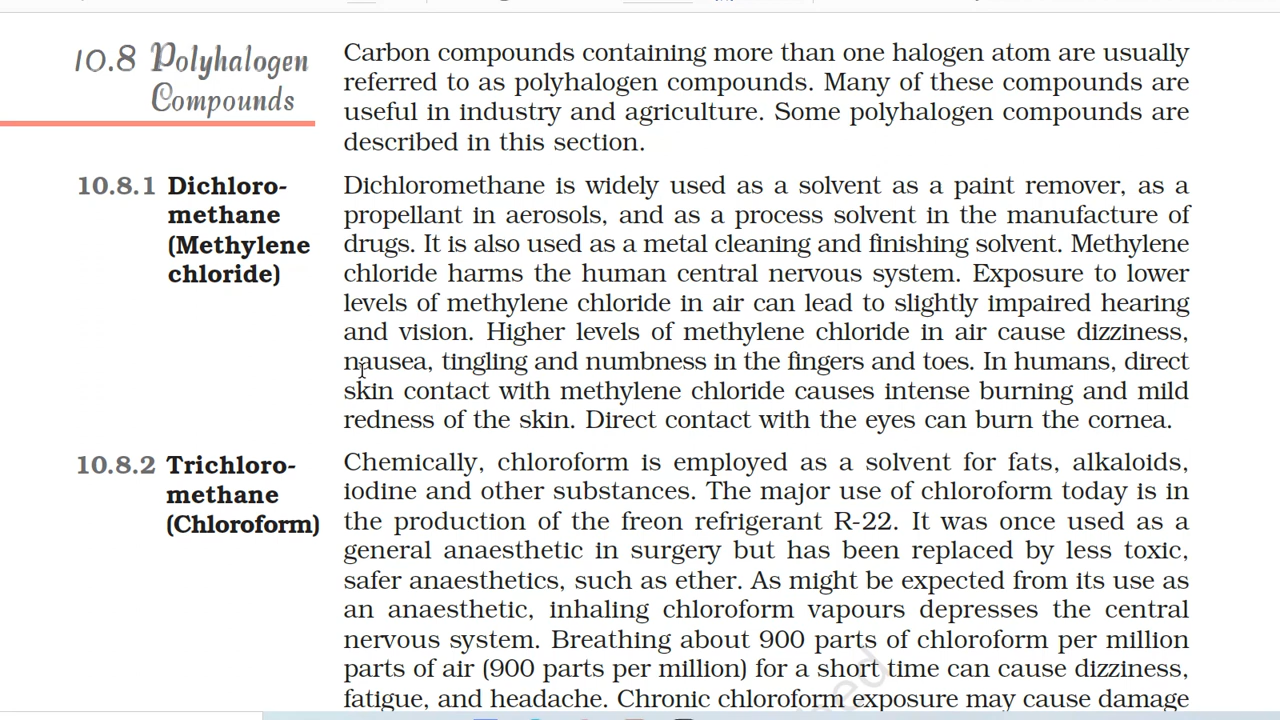 10.8 Polyhalogen
Compounds
Carbon compounds containing more than one halogen atom are usually
referred to as polyhalogen compounds. Many of these compounds are
useful in industry and agriculture. Some polyhalogen compounds are
described in this section.
10.8.1 Dichloro-
methane
(Methylene
chloride)
Dichloromethane is widely used as a solvent as a paint remover, as a
propellant in aerosols, and as a process solvent in the manufacture of
drugs. It is also used as a metal cleaning and finishing solvent. Methylene
chloride harms the human central nervous system. Exposure to lower
levels of methylene chloride in air can lead to slightly impaired hearing
and vision. Higher levels of methylene chloride in air cause dizziness,
nausea, tingling and numbness in the fingers and toes. In humans, direct
skin contact with methylene chloride causes intense burning and mild
redness of the skin. Direct contact with the eyes can burn the cornea.
10.8.2 Trichloro-
methane
(Chloroform)
Chemically, chloroform is employed as a solvent for fats, alkaloids,
iodine and other substances. The major use of chloroform today is in
the production of the freon refrigerant R-22. It was once used as a
general anaesthetic in surgery but has been replaced by less toxic,
safer anaesthetics, such as ether. As might be expected from its use as
an anaesthetic, inhaling chloroform vapours depresses the central
nervous system. Breathing about 900 parts of chloroform per million
parts of air (900 parts per million) for a short time can cause dizziness,
fatigue, and headache. Chronic chloroform exposure may cause damage